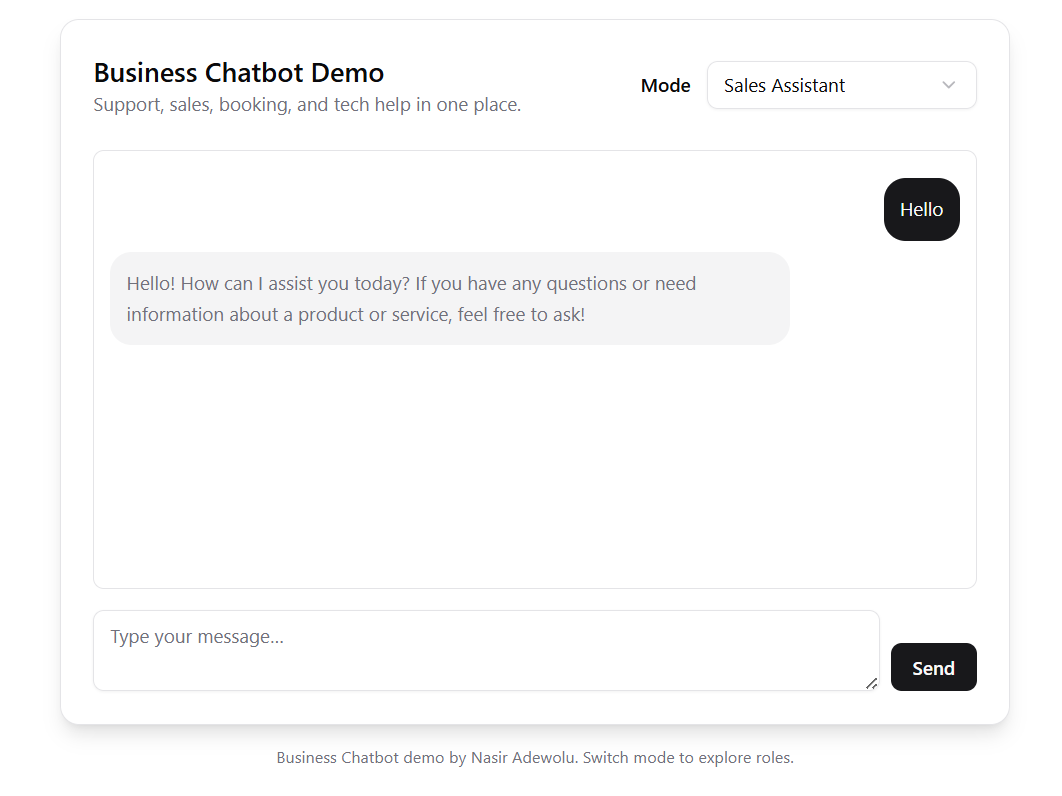 Business Chatbot Demo
Support, sales, booking, and tech help in one place.
Mode
Sales Assistant
Hello
Hello! How can I assist you today? If you have any questions or need
information about a product or service, feel free to ask!
Type your message...
Send
Business Chatbot demo by Nasir Adewolu. Switch mode to explore roles.